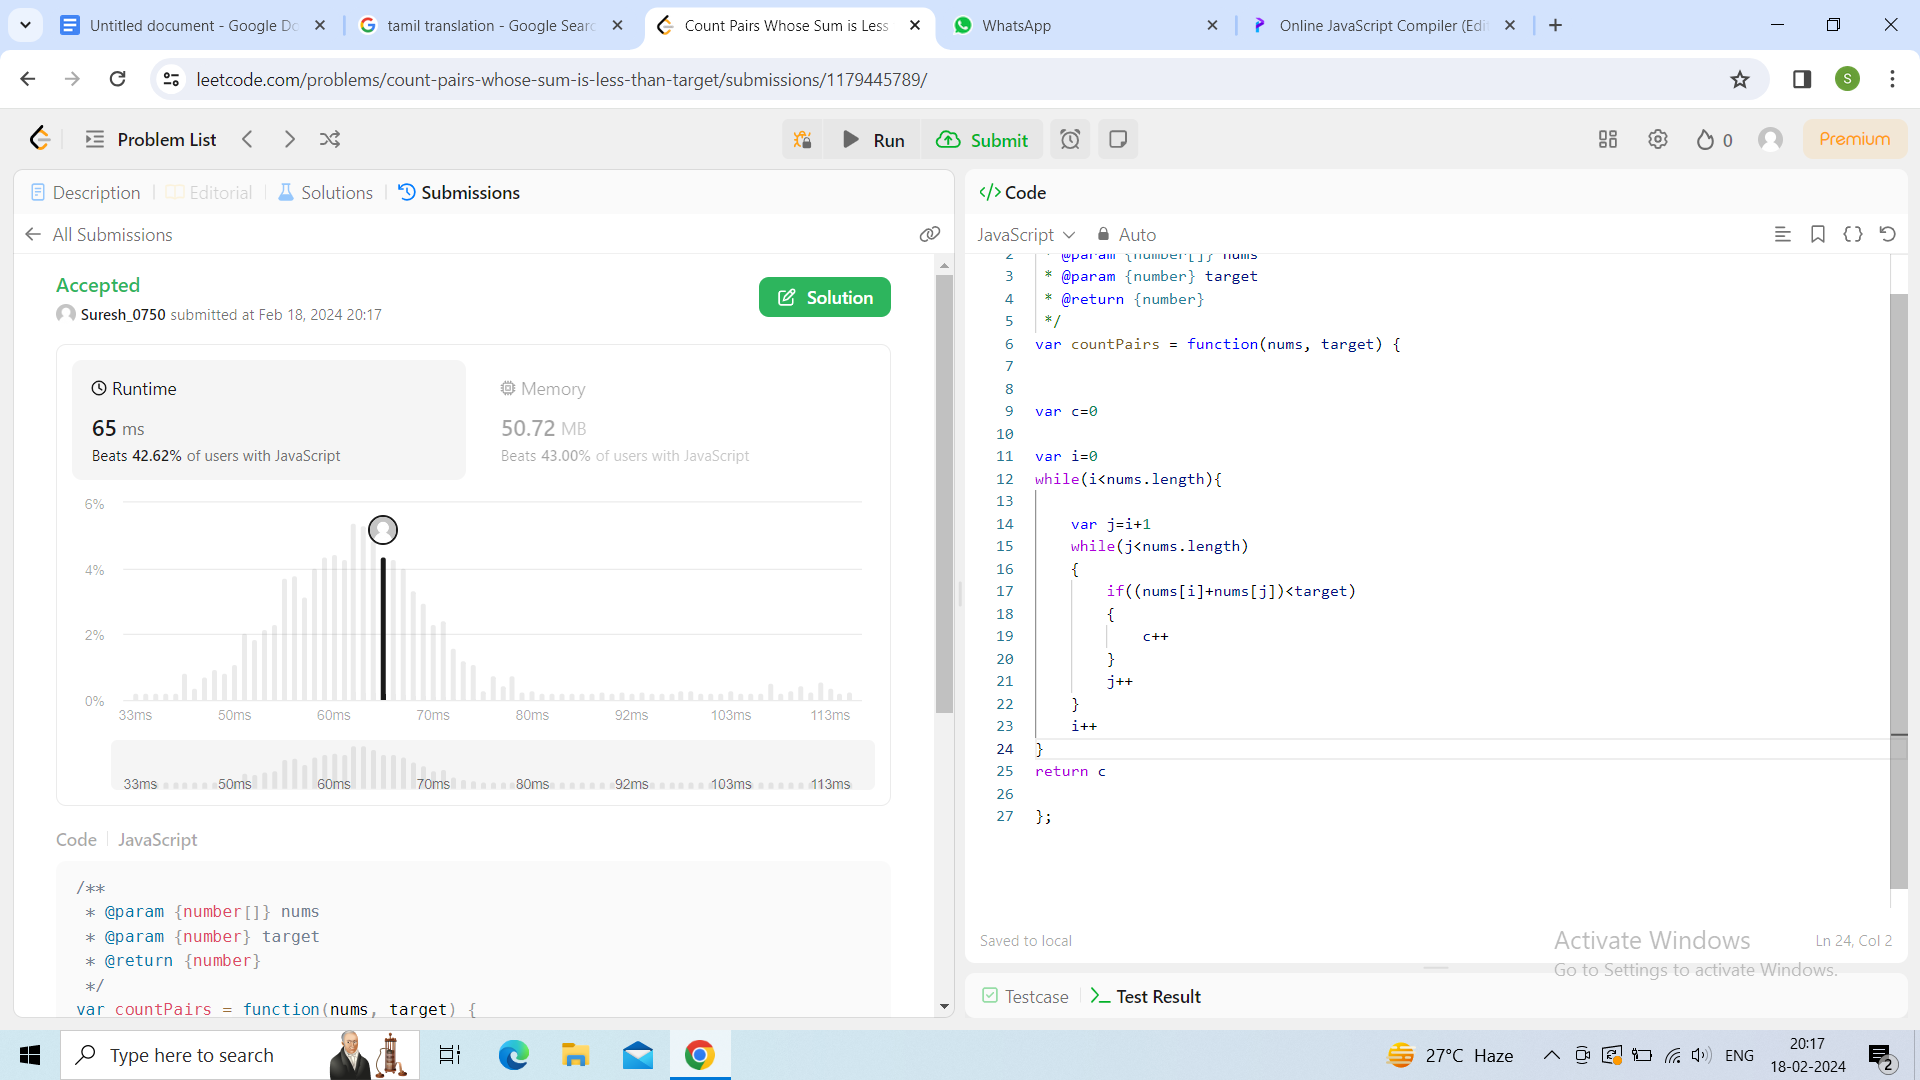 Untitled document - Google Do
tamil translation - Google Searc
Count Pairs Whose Sum is Less
WhatsApp
Online JavaScript Compiler (Edi
leetcode.com/problems/count-pairs-whose-sum-is-less-than-target/submissions/1179445789/
S
Problem List
Run
Submit
0
Premium
Description
Editorial
Solutions
Submissions
All Submissions
Accepted
Suresh_0750 submitted at Feb 18, 2024 20:17
Solution
Runtime
65 ms
Beats 42.62% of users with JavaScript
Memory
50.72 MB
Beats 43.00% of users with JavaScript
6%
4%
2%
0%
33ms 50ms 60ms 70ms 80ms 92ms 103ms 113ms
33ms 50ms 60ms 70ms 80ms 92ms 103ms 113ms
Code JavaScript
/**
* @param {number[]} nums
* @param {number} target
* @return {number}
*/
var countPairs = function(nums, target) {
</> Code
JavaScript
Auto
2 * @param {number[]} nums
3 * @param {number} target
4 * @return {number}
5 */
6 var countPairs = function(nums, target) {
7
8
9 var c=0
10
11 var i=0
12 while(i<nums.length){
13
14 var j=i+1
15 while(j<nums.length)
16 {
17 if((nums[i]+nums[j])<target)
18 {
19 c++
20 }
21 j++
22 }
23 i++
24 }
25 return c
26
27 };
Saved to local
Ln 24, Col 2
Activate Windows
Go to Settings to activate Windows.
Testcase
Test Result
Type here to search
27°C Haze
ENG
20:17
18-02-2024
2